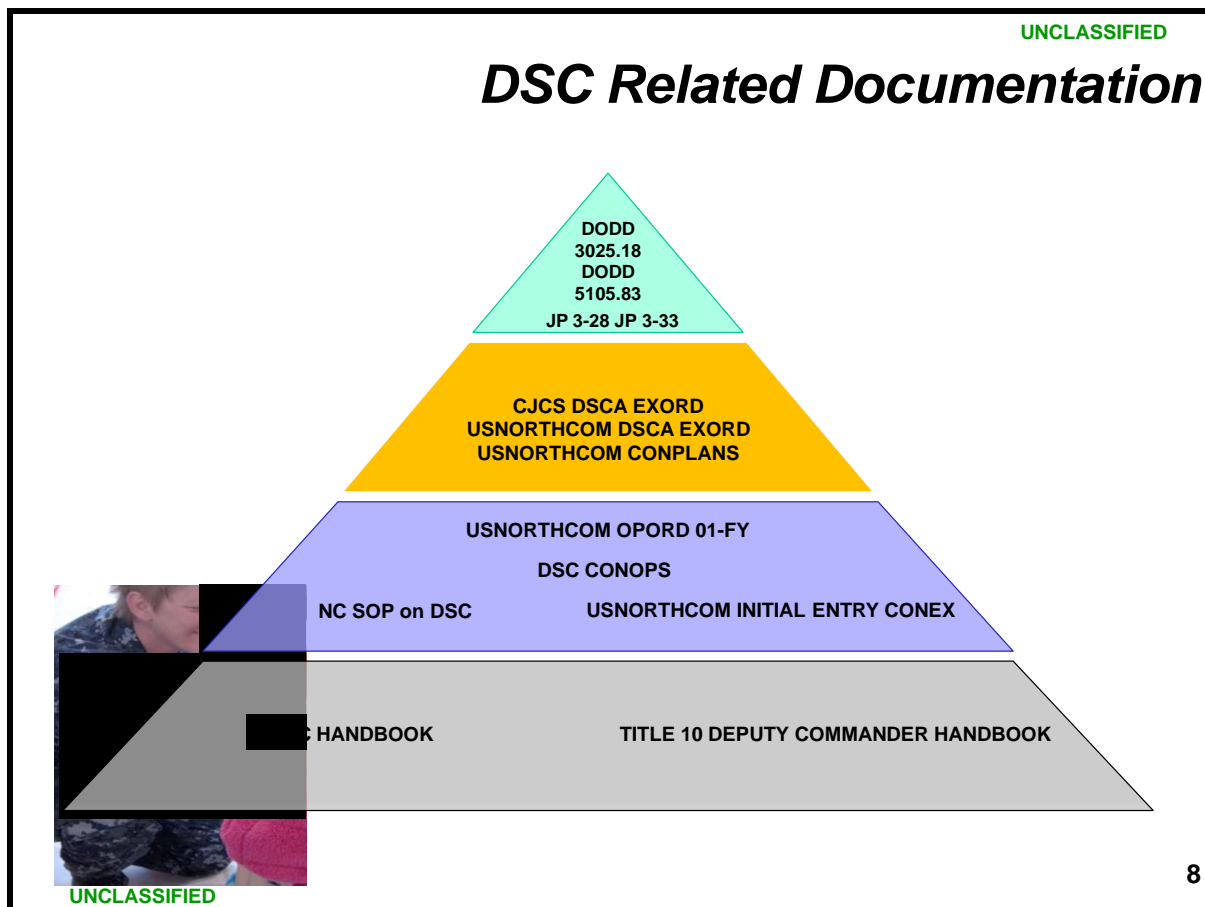 UNCLASSIFIED
DSC Related Documentation
DODD
3025.18
DODD
5105.83
JP 3-28 JP 3-33
CJCS DSCA EXORD
USNORTHCOM DSCA EXORD
USNORTHCOM CONPLANS
USNORTHCOM OPORD 01-FY
DSC CONOPS
NC SOP on DSC USNORTHCOM INITIAL ENTRY CONEX
HANDBOOK TITLE 10 DEPUTY COMMANDER HANDBOOK
8
UNCLASSIFIED